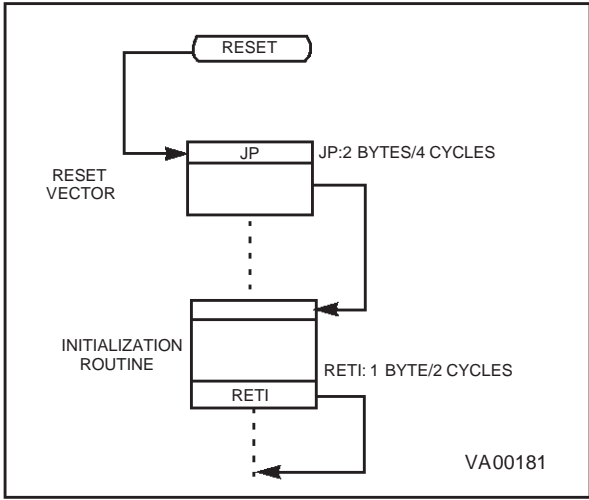 RESET
JP
JP:2 BYTES/4 CYCLES
RESET
VECTOR
INITIALIZATION
ROUTINE
RETI: 1 BYTE/2 CYCLES
RETI
VA00181